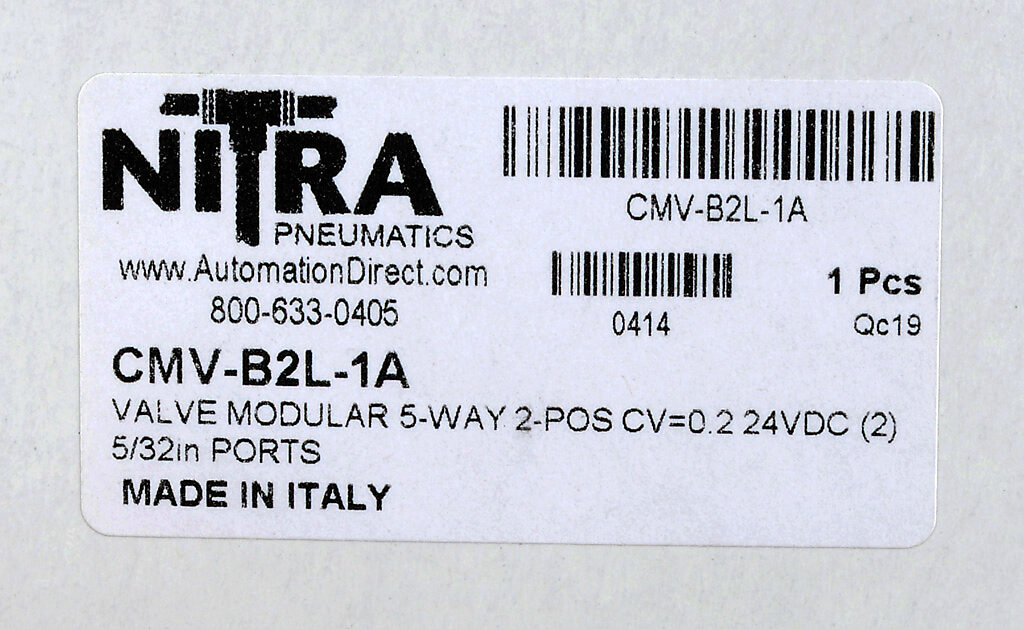 NITRA
PNEUMATICS
www.AutomationDirect.com
800-633-0405
CMV-B2L-1A
0414
1 Pcs
Qc19
CMV-B2L-1A
VALVE MODULAR 5-WAY 2-POS CV=0.2 24VDC (2)
5/32in PORTS
MADE IN ITALY